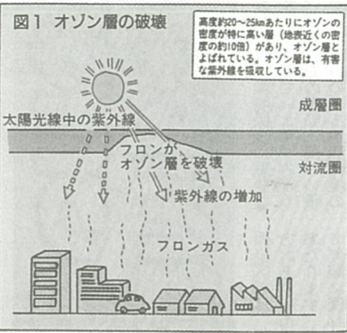 図1 オゾン層の破壊
高度約20〜25kmあたりにオゾンの
密度が特に高い層（地表近くの密
度の約10倍）があり、オゾン層と
よばれている。オゾン層は、有害
な紫外線を吸収している。
成層圏
太陽光線中の紫外線
フロンが
オゾン層を破壊
対流圏
紫外線の増加
フロンガス